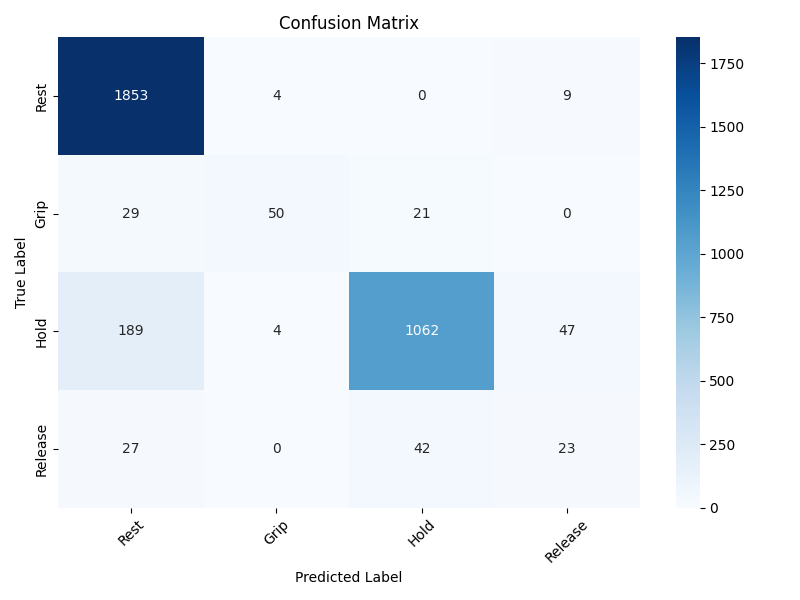 Confusion Matrix
True Label
Rest
1853 4 0 9
Grip
29 50 21 0
Hold
189 4 1062 47
Release
27 0 42 23
Rest Grip Hold Release
Predicted Label
1750
1500
1250
1000
750
500
250
0